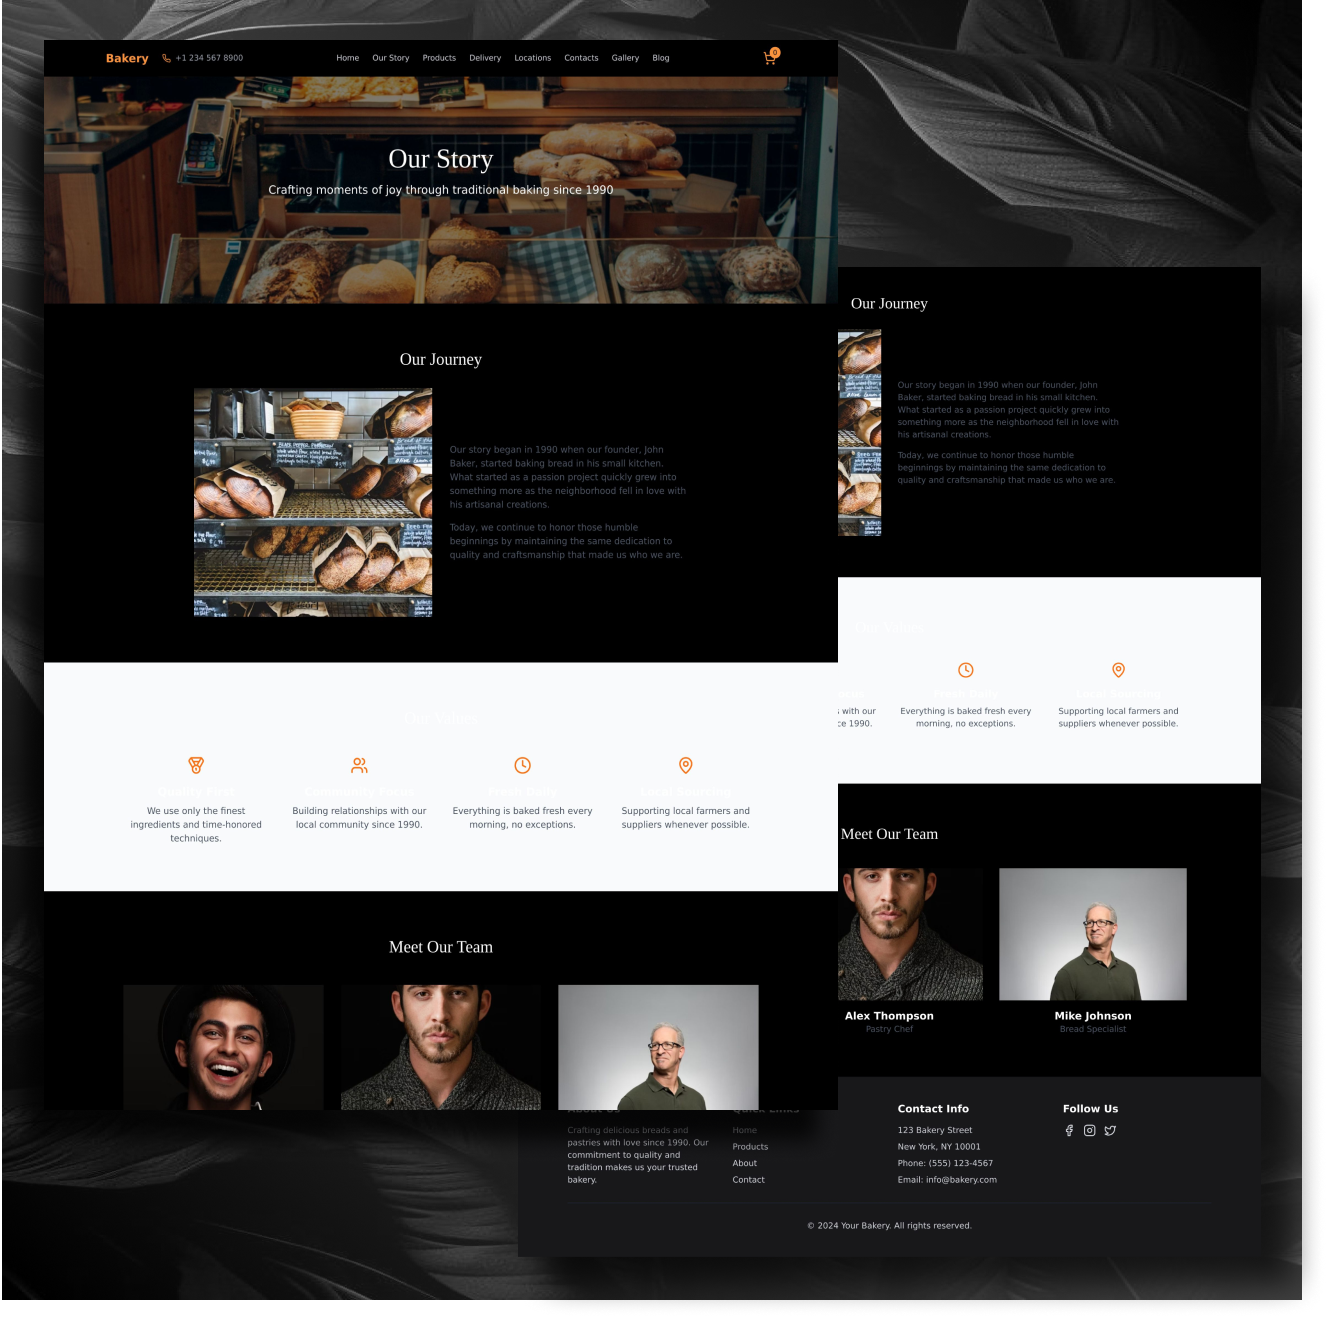 Bakery
+1 234 567 8900
Home Our Story Products Delivery Locations Contacts Gallery Blog
0
Our Story
Crafting moments of joy through traditional baking since 1990
Our Journey
Our story began in 1990 when our founder, John
Baker, started baking bread in his small kitchen.
What started as a passion project quickly grew into
something more as the neighborhood fell in love with
his artisanal creations.
Today, we continue to honor those humble
beginnings by maintaining the same dedication to
quality and craftsmanship that made us who we are.
Our Values
Quality First
We use only the finest
ingredients and time-honored
techniques.
Community Focus
Building relationships with our
local community since 1990.
Fresh Daily
Everything is baked fresh every
morning, no exceptions.
Local Sourcing
Supporting local farmers and
suppliers whenever possible.
Meet Our Team
Our Journey
Our story began in 1990 when our founder, John
Baker, started baking bread in his small kitchen.
What started as a passion project quickly grew into
something more as the neighborhood fell in love with
his artisanal creations.
Today, we continue to honor those humble
beginnings by maintaining the same dedication to
quality and craftsmanship that made us who we are.
Our Values
Focus
with our
1990.
Fresh Daily
Everything is baked fresh every
morning, no exceptions.
Local Sourcing
Supporting local farmers and
suppliers whenever possible.
Meet Our Team
Alex Thompson
Pastry Chef
Mike Johnson
Bread Specialist
About Us
Crafting delicious breads and
pastries with love since 1990. Our
commitment to quality and
tradition makes us your trusted
bakery.
Quick Links
Home
Products
About
Contact
Contact Info
123 Bakery Street
New York, NY 10001
Phone: (555) 123-4567
Email: info@bakery.com
Follow Us
© 2024 Your Bakery. All rights reserved.